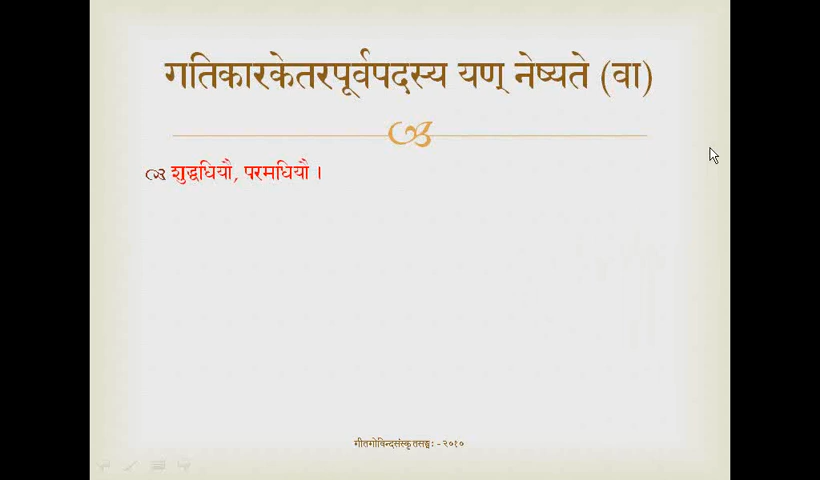 गतिकारकेतरपूर्वपदस्य यण् नेष्यते (वा)
शुद्धधियौ, परमधियौ ।
गीतगोविन्दसंस्कृतसङ्घः - २०१०